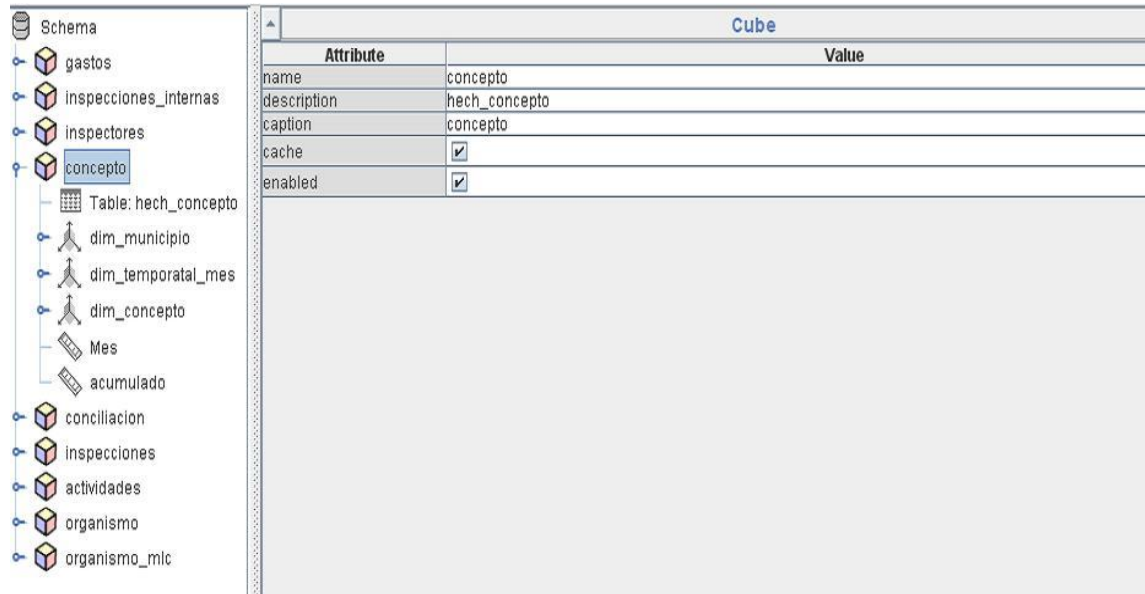 Schema
gastos
inspecciones_internas
inspectores
concepto
Table: hech_concepto
dim_municipio
dim_temporatal_mes
dim_concepto
Mes
acumulado
conciliacion
inspecciones
actividades
organismo
organismo_mlc
Cube
Attribute Value
name concepto
description hech_concepto
caption concepto
cache
enabled